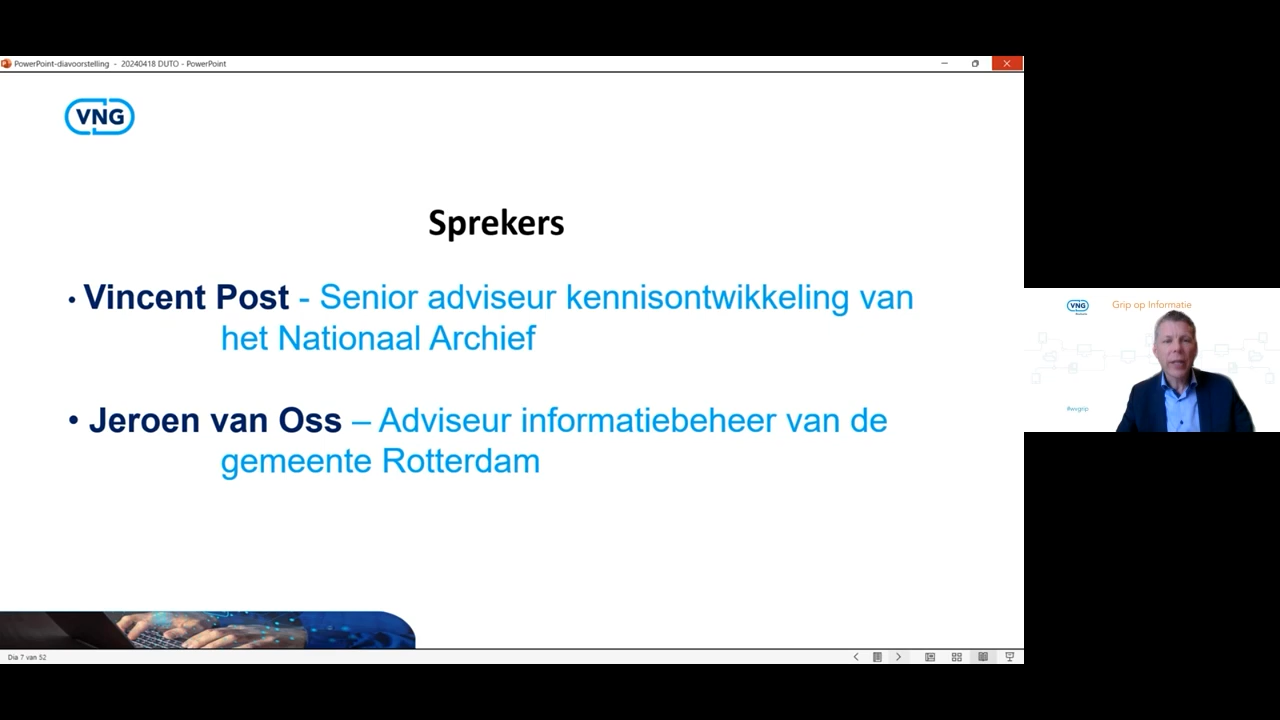 PowerPoint-diavoorstelling - 20240418 DUTO - PowerPoint
VNG
Sprekers
• Vincent Post - Senior adviseur kennisontwikkeling van
het Nationaal Archief
• Jeroen van Oss – Adviseur informatiebeheer van de
gemeente Rotterdam
Dia 7 van 52
VNG
Grip op Informatie